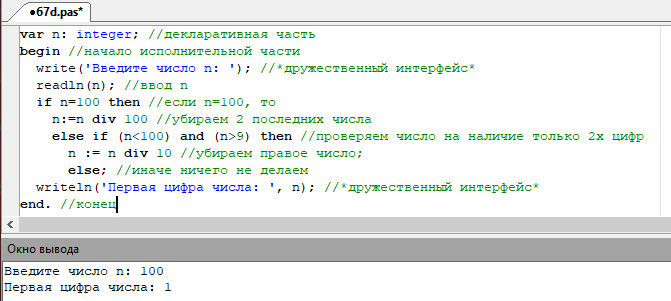 ●67d.pas*
var n: integer; //декларативная часть
begin //начало исполнительной части
write('Введите число n: '); //*дружественный интерфейс*
readln(n); //ввод n
if n=100 then //если n=100, то
n:=n div 100 //убираем 2 последних числа
else if (n<100) and (n>9) then //проверяем число на наличие только 2х цифр
n := n div 10 //убираем правое число;
else; //иначе ничего не делаем
writeln('Первая цифра числа: ', n); //*дружественный интерфейс*
end. //конец
Окно вывода
Введите число n: 100
Первая цифра числа: 1